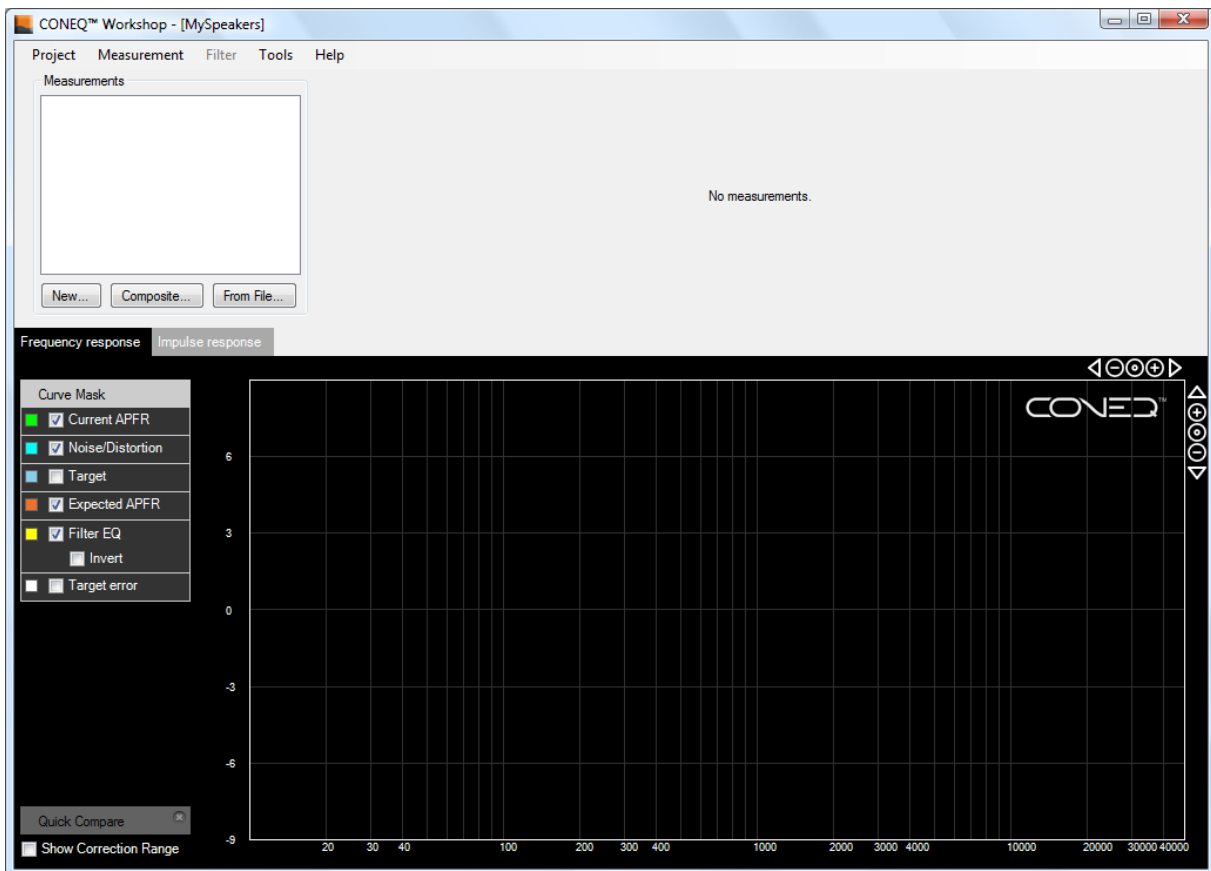 CONEQ™ Workshop - [MySpeakers]
Project Measurement Filter Tools Help
Measurements
No measurements.
New... Composite... From File...
Frequency response Impulse response
Curve Mask
Current APFR
Noise/Distortion
Target
Expected APFR
Filter EQ
Invert
Target error
CONEQ™
6
3
0
-3
-6
-9
Quick Compare
Show Correction Range
20 30 40 100 200 300 400 1000 2000 3000 4000 10000 20000 30000 40000